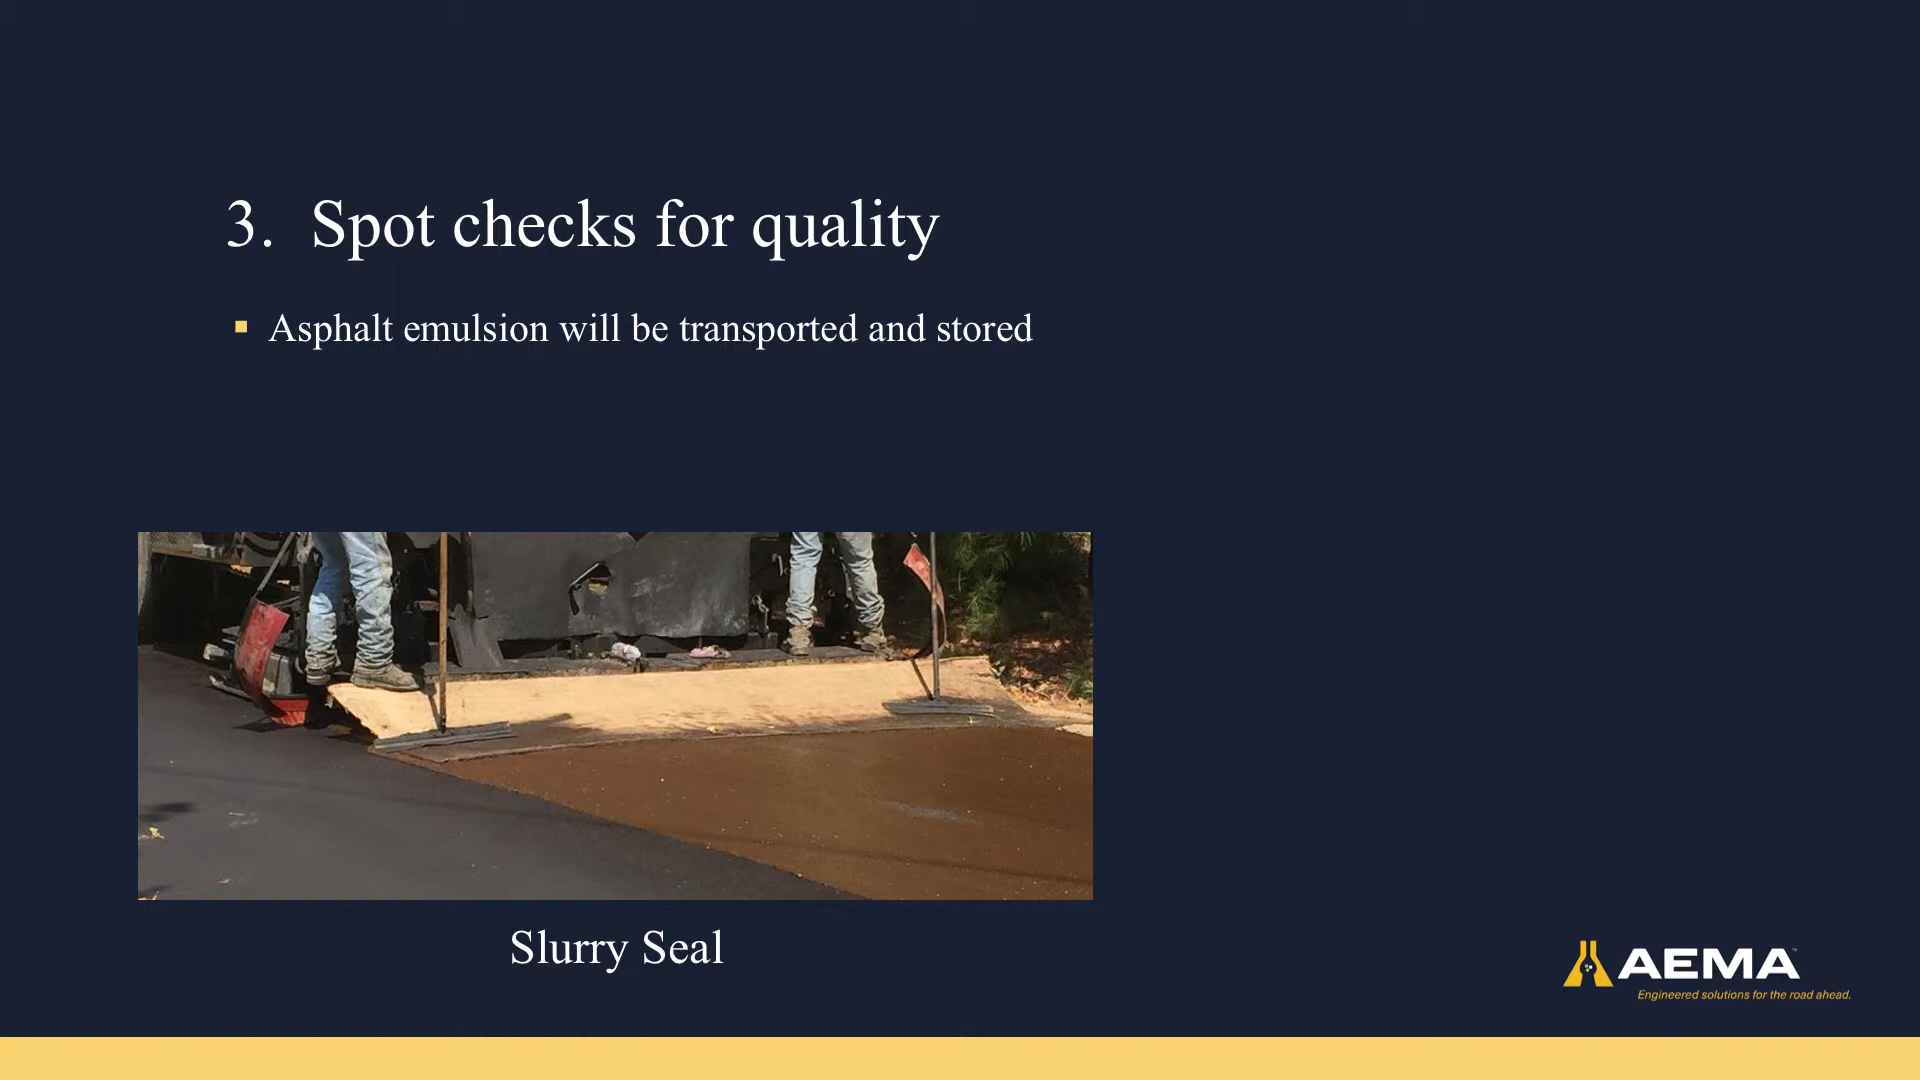 3. Spot checks for quality
Asphalt emulsion will be transported and stored
Slurry Seal
AEMA™
Engineered solutions for the road ahead.